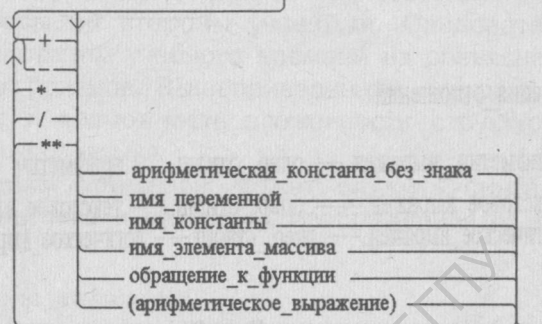 +
−
*
/
**
арифметическая_константа_без_знака
имя_переменной
имя_константы
имя_элемента_массива
обращение_к_функции
(арифметическое_выражение)